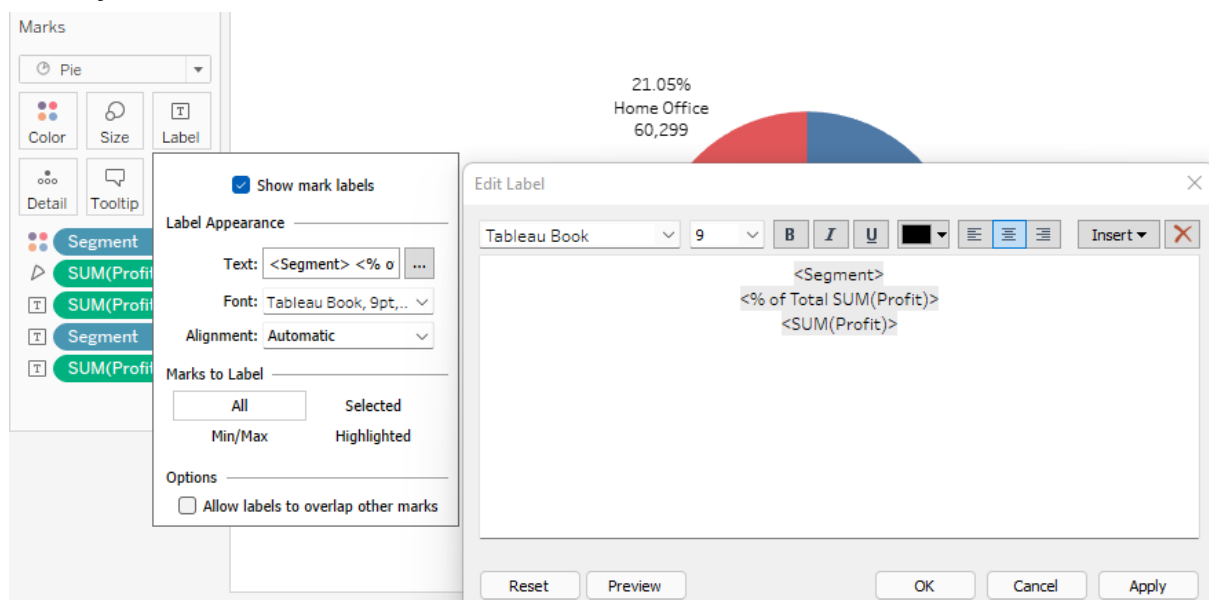 Marks
Pie
Color Size Label
Detail Tooltip
Segment
SUM(Profit
SUM(Profit
Segment
SUM(Profit
21.05%
Home Office
60,299
Show mark labels
Label Appearance
Text: <Segment> <% o ...
Font: Tableau Book, 9pt,..
Alignment: Automatic
Marks to Label
All Selected
Min/Max Highlighted
Options
Allow labels to overlap other marks
Edit Label
Tableau Book 9 B I U Insert
<Segment>
<% of Total SUM(Profit)>
<SUM(Profit)>
Reset Preview OK Cancel Apply